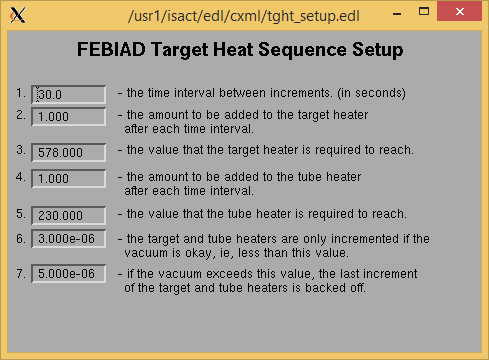 /usr1/isact/edl/cxml/tght_setup.edl
FEBIAD Target Heat Sequence Setup
1. 30.0 - the time interval between increments. (in seconds)
2. 1.000 - the amount to be added to the target heater
after each time interval.
3. 578.000 - the value that the target heater is required to reach.
4. 1.000 - the amount to be added to the tube heater
after each time interval.
5. 230.000 - the value that the tube heater is required to reach.
6. 3.000e-06 - the target and tube heaters are only incremented if the
vacuum is okay, ie, less than this value.
7. 5.000e-06 - if the vacuum exceeds this value, the last increment
of the target and tube heaters is backed off.